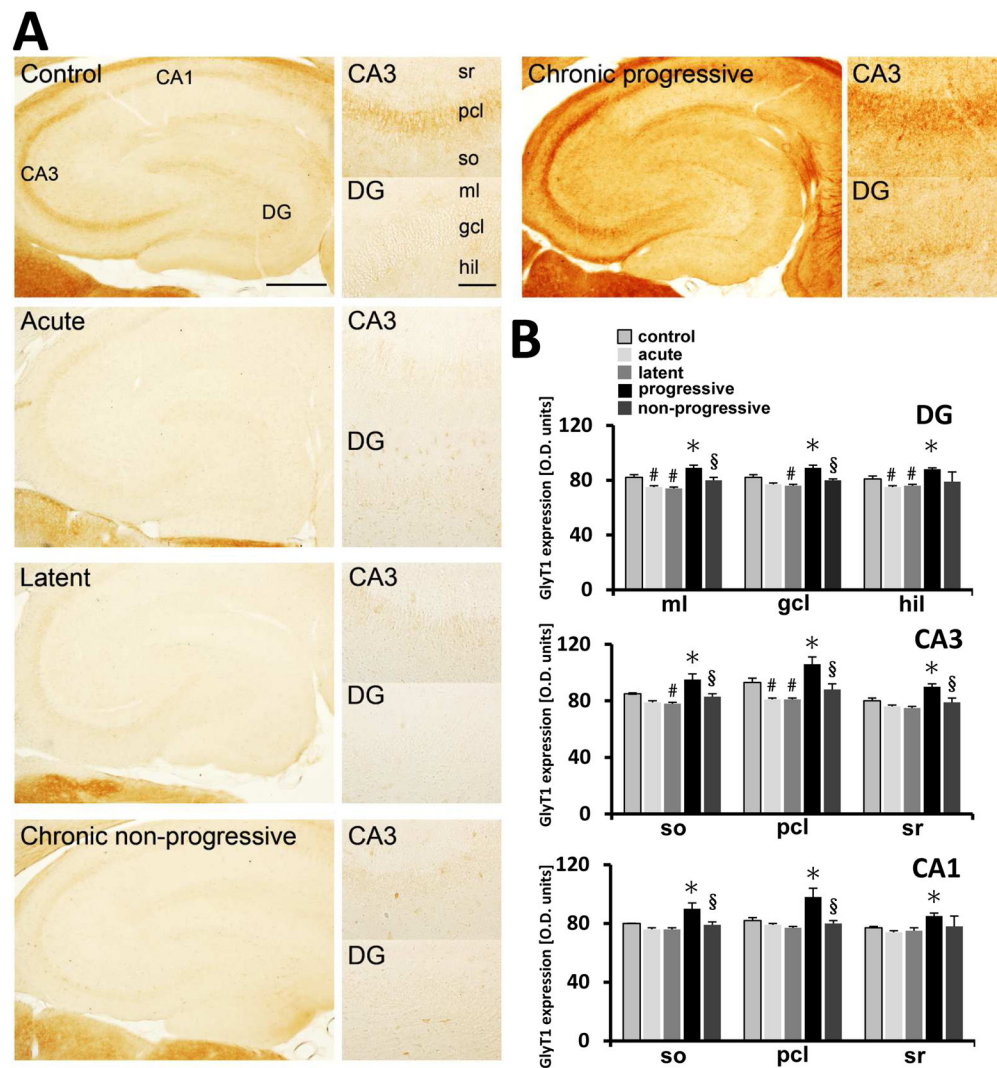 A
Control
CA1
CA3
DG
CA3
sr
pcl
so
DG
ml
gcl
hil
Chronic progressive
CA3
DG
Acute
CA3
DG
Latent
CA3
DG
Chronic non-progressive
CA3
DG
B
control
acute
latent
progressive
non-progressive
DG
GlyT1 expression [O.D. units]
120
80
40
0
# # * §
# * §
# # *
ml gcl hil
CA3
GlyT1 expression [O.D. units]
120
80
40
0
# * §
# # * §
* §
so pcl sr
CA1
GlyT1 expression [O.D. units]
120
80
40
0
* §
* §
*
so pcl sr